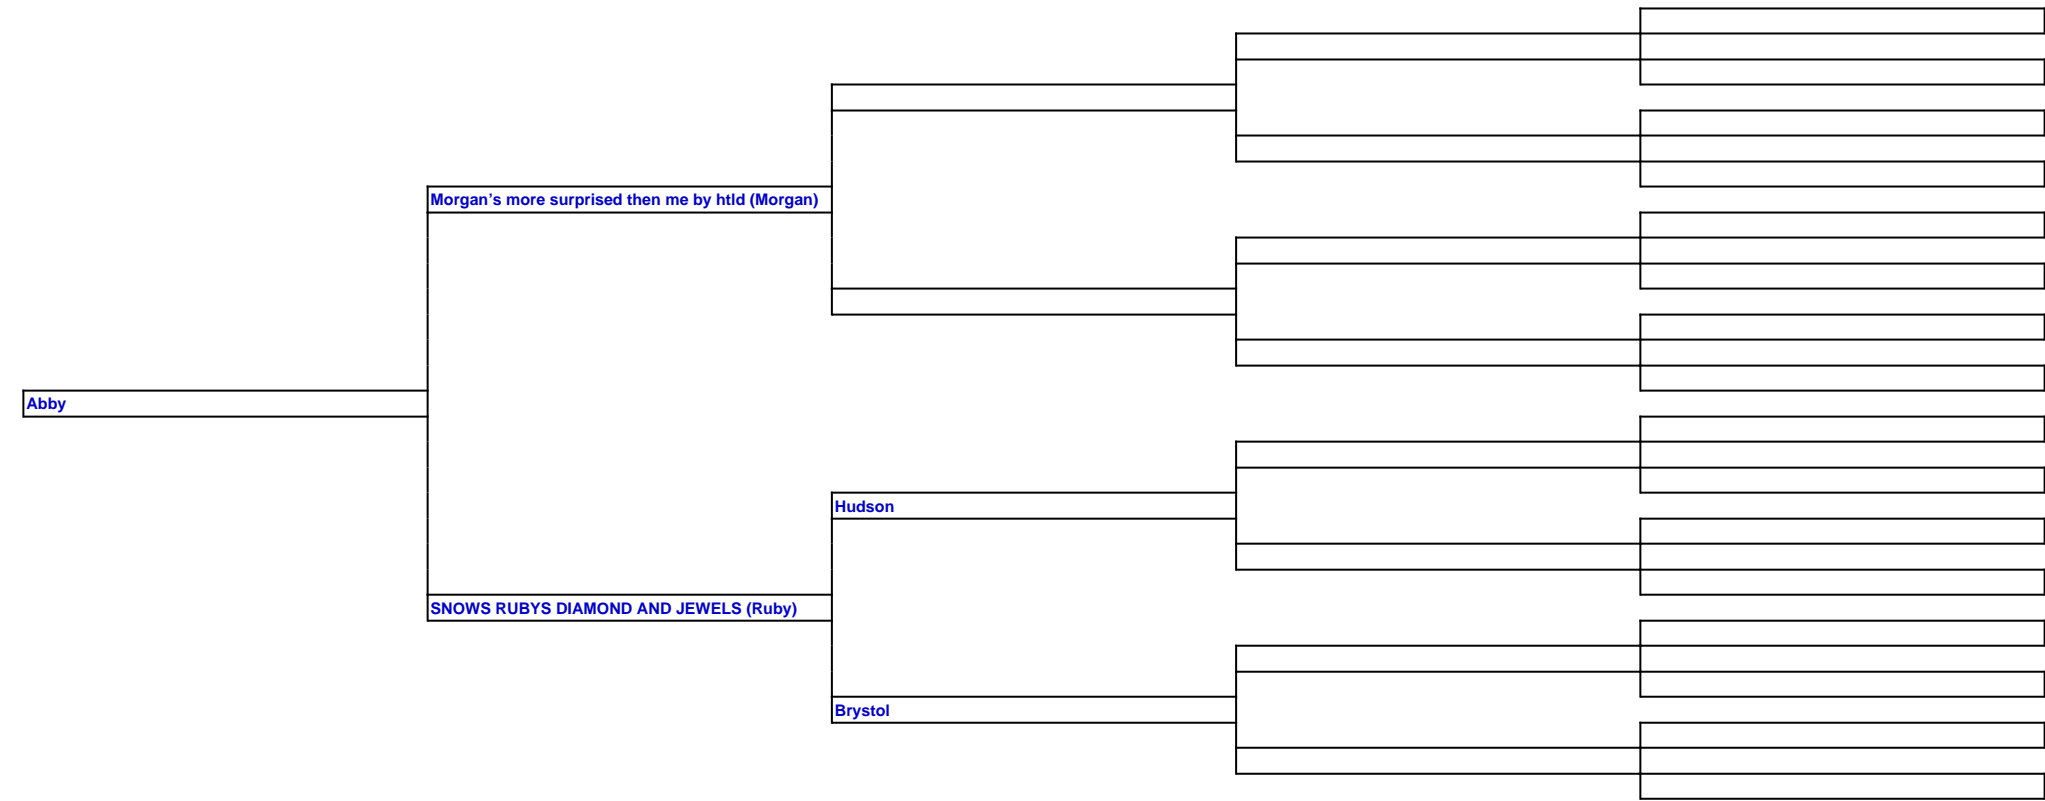 Morgan’s more surprised then me by htld (Morgan)
Abby
Hudson
SNOWS RUBYS DIAMOND AND JEWELS (Ruby)
Brystol